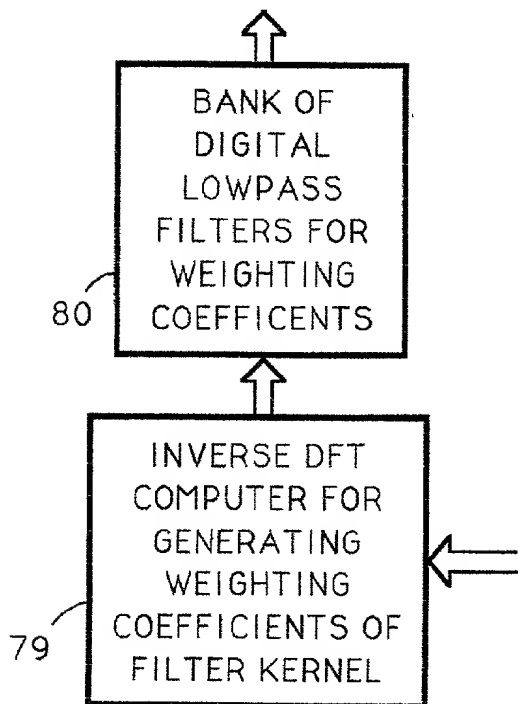 BANK OF
DIGITAL
LOWPASS
FILTERS FOR
WEIGHTING
COEFFICENTS
80
INVERSE DFT
COMPUTER FOR
GENERATING
WEIGHTING
COEFFICIENTS OF
FILTER KERNEL
79